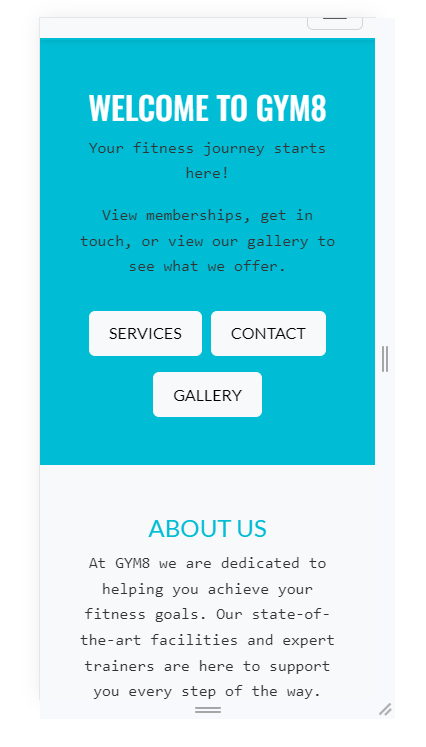 WELCOME TO GYM8
Your fitness journey starts
here!
View memberships, get in
touch, or view our gallery to
see what we offer.
SERVICES
CONTACT
GALLERY
ABOUT US
At GYM8 we are dedicated to
helping you achieve your
fitness goals. Our state-of-
the-art facilities and expert
trainers are here to support
you every step of the way.